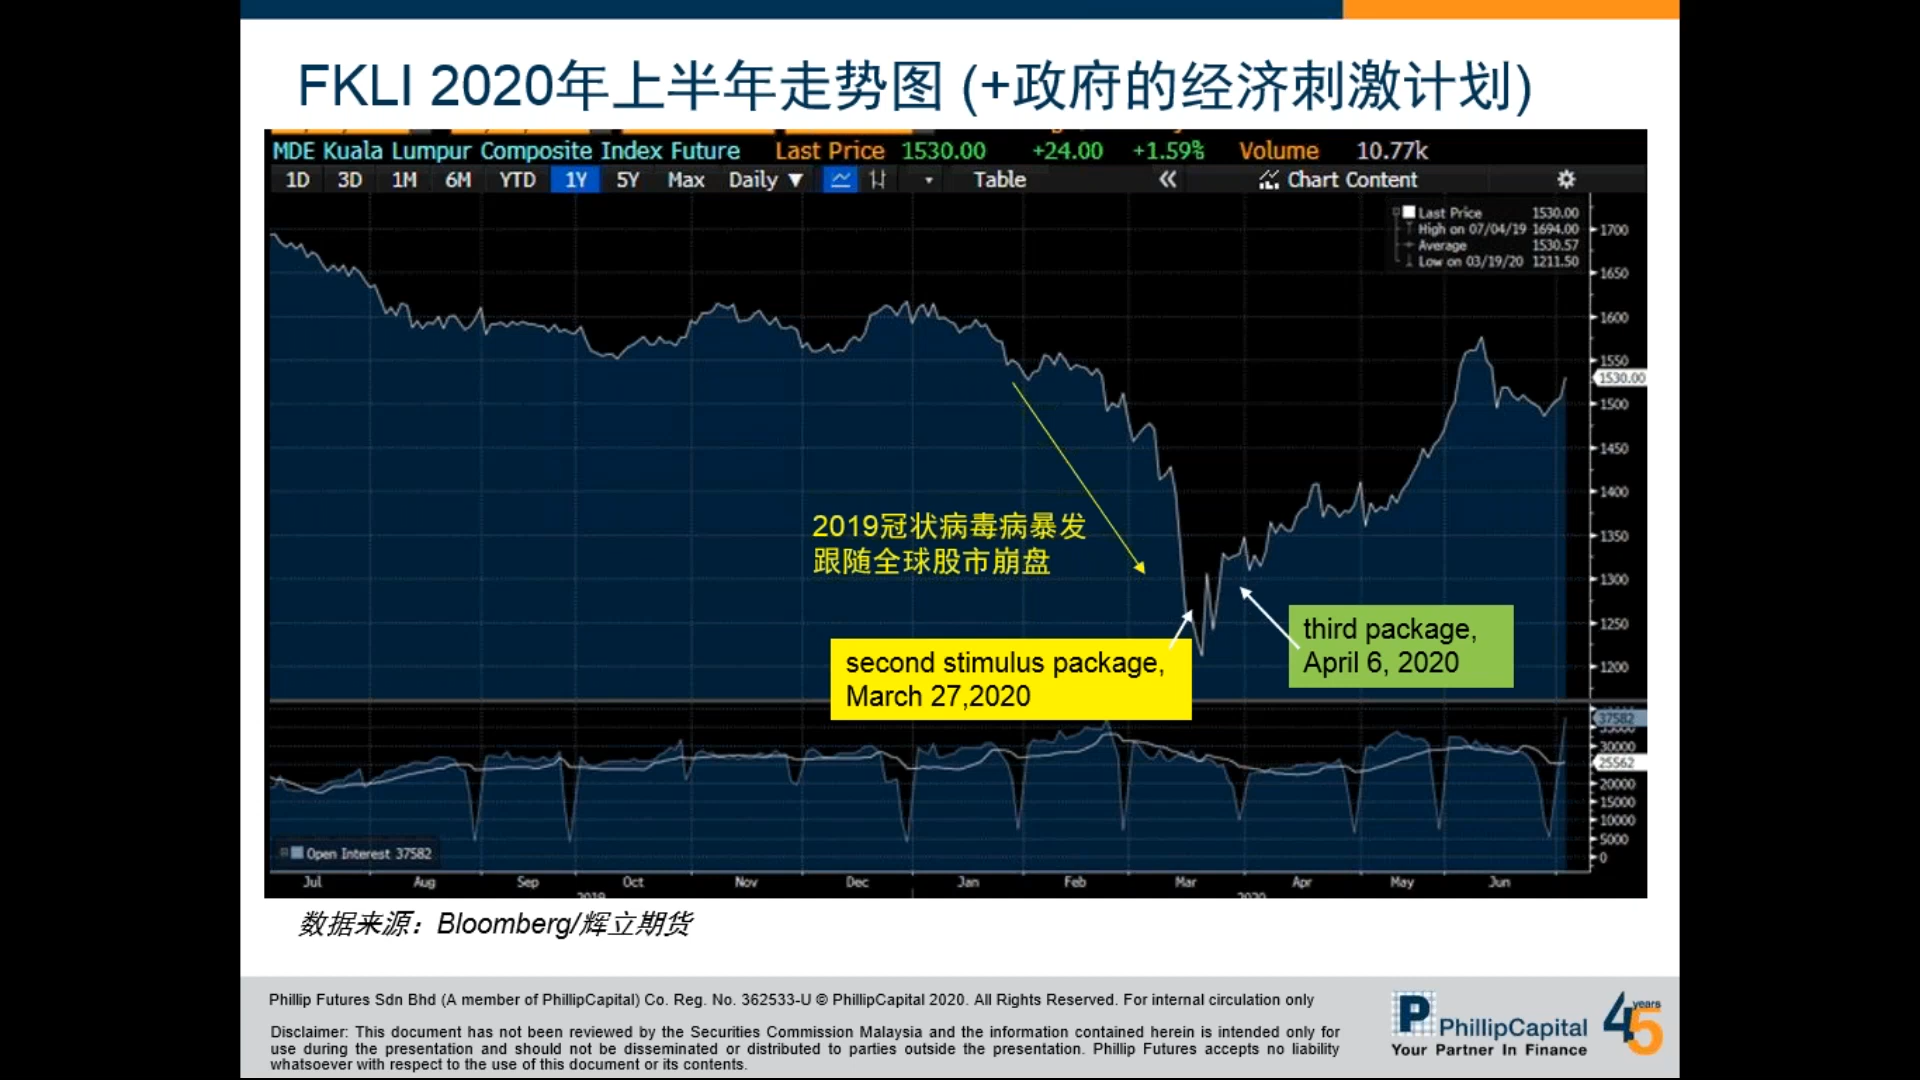 FKLI 2020年上半年走势图 (+政府的经济刺激计划)
MDE Kuala Lumpur Composite Index Future Last Price 1530.00 +24.00 +1.59% Volume 10.77k
1D 3D 1M 6M YTD 1Y 5Y Max Daily ▼ Table « Chart Content
Last Price 1530.00
High on 07/04/19 1694.00
Average 1530.57
Low on 03/19/20 1211.50
1700
1650
1600
1550
1530.00
1500
1450
1400
1350
1300
1250
1200
2019冠状病毒病暴发
跟随全球股市崩盘
second stimulus package,
March 27,2020
third package,
April 6, 2020
37582
35000
30000
25562
20000
15000
10000
5000
0
Open Interest 37582
Jul Aug Sep Oct Nov Dec Jan Feb Mar Apr May Jun
2019 2020
数据来源：Bloomberg/辉立期货
Phillip Futures Sdn Bhd (A member of PhillipCapital) Co. Reg. No. 362533-U © PhillipCapital 2020. All Rights Reserved. For internal circulation only
Disclaimer: This document has not been reviewed by the Securities Commission Malaysia and the information contained herein is intended only for
use during the presentation and should not be disseminated or distributed to parties outside the presentation. Phillip Futures accepts no liability
whatsoever with respect to the use of this document or its contents.
P PhillipCapital
Your Partner In Finance
45 years